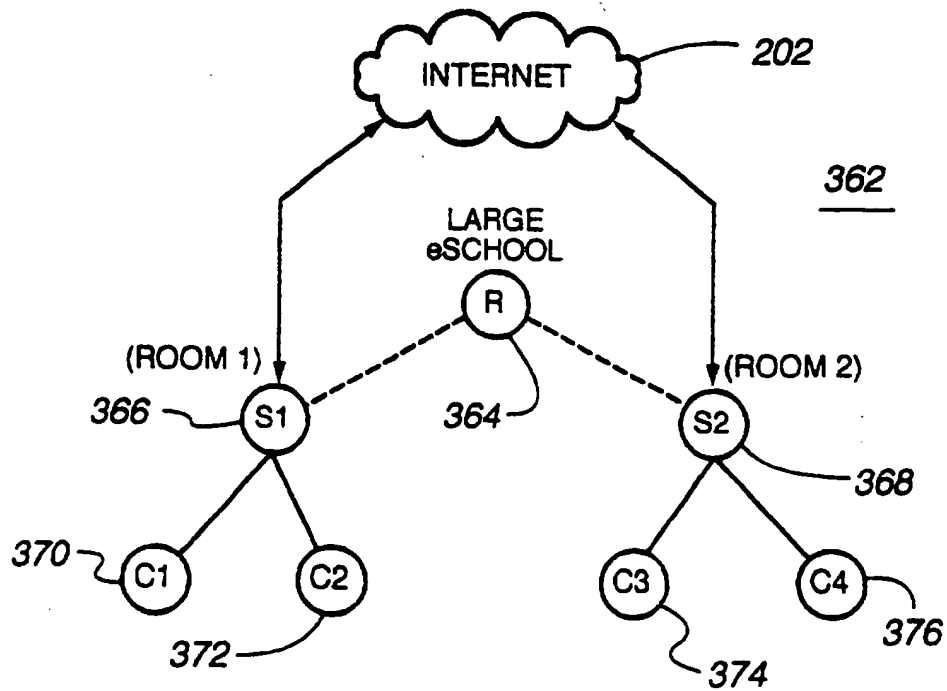 INTERNET
202
362
LARGE
eSCHOOL
R
(ROOM 1)
(ROOM 2)
366
S1
364
S2
368
370
C1
C2
C3
C4
372
374
376